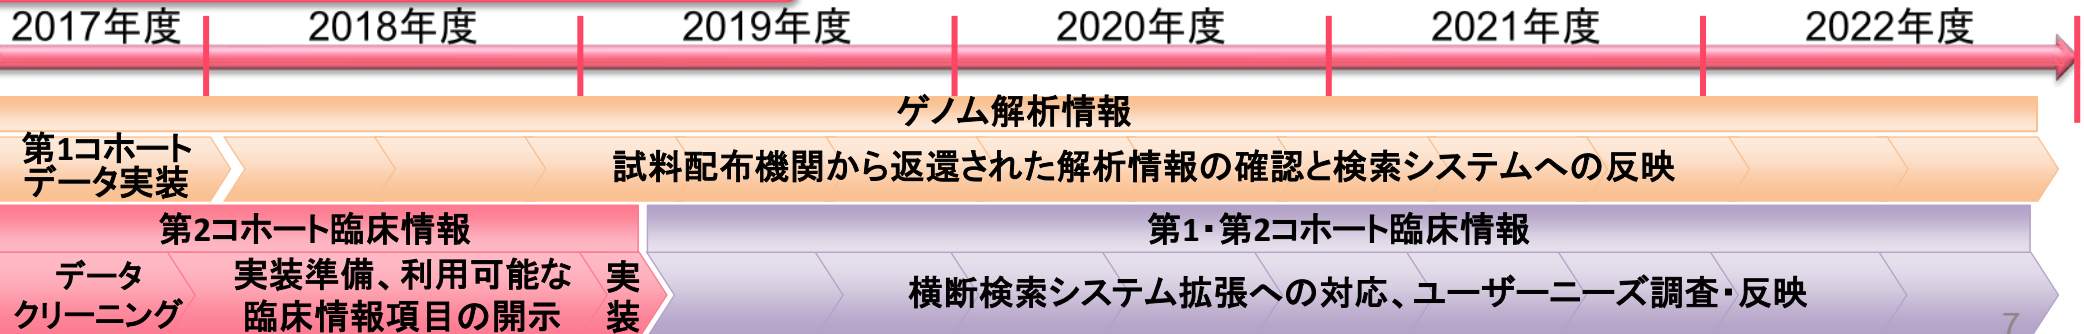 2017年度 2018年度 2019年度 2020年度 2021年度 2022年度
ゲノム解析情報
第1コホート
データ実装
試料配布機関から返還された解析情報の確認と検索システムへの反映
第2コホート臨床情報
第1・第2コホート臨床情報
データ
クリーニング
実装準備、利用可能な
臨床情報項目の開示
実
装
横断検索システム拡張への対応、ユーザーニーズ調査・反映
7